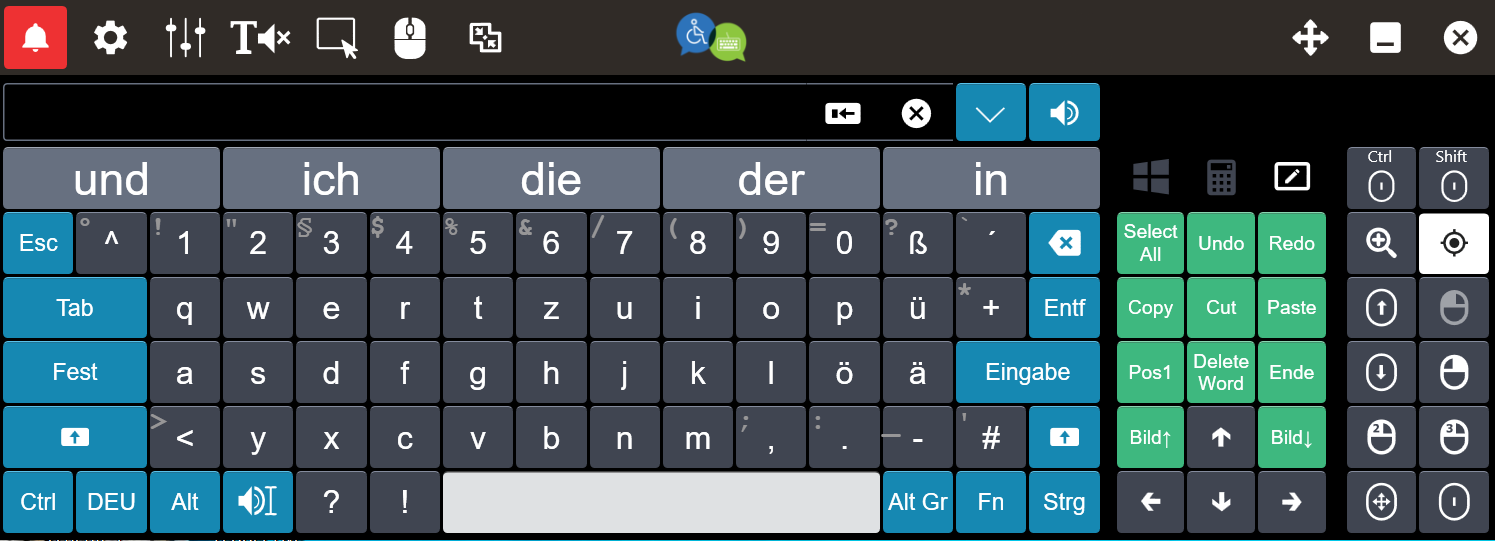 T
und ich die der in
Ctrl Shift
Esc ° ^ ! 1 " 2 § 3 $ 4 % 5 & 6 / 7 ( 8 ) 9 = 0 ? ß ` ´ Select All Undo Redo
Tab q w e r t z u i o p ü * + Entf Copy Cut Paste
Fest a s d f g h j k l ö ä Eingabe Pos1 Delete Word Ende
> < y x c v b n m ; , : . _ - ' # Bild↑ ↑ Bild↓ 2 3
Ctrl DEU Alt ? ! Alt Gr Fn Strg ← ↓ →